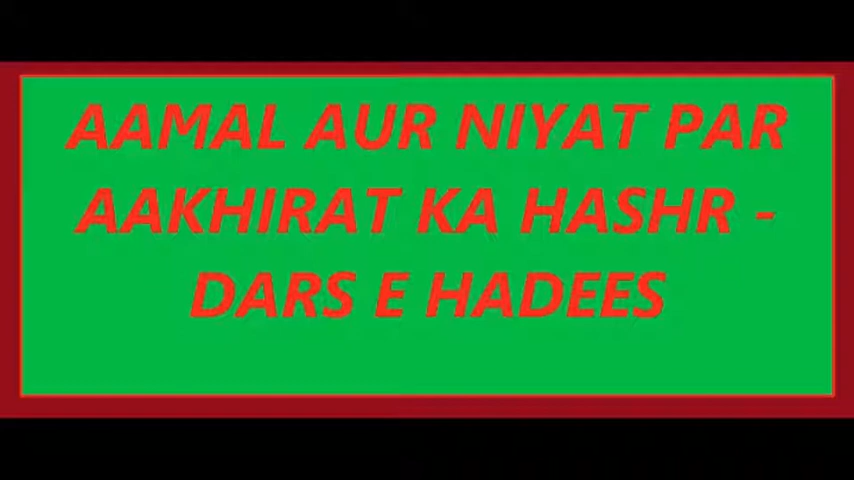 AAMAL AUR NIYAT PAR
AAKHIRAT KA HASHR -
DARS E HADEES